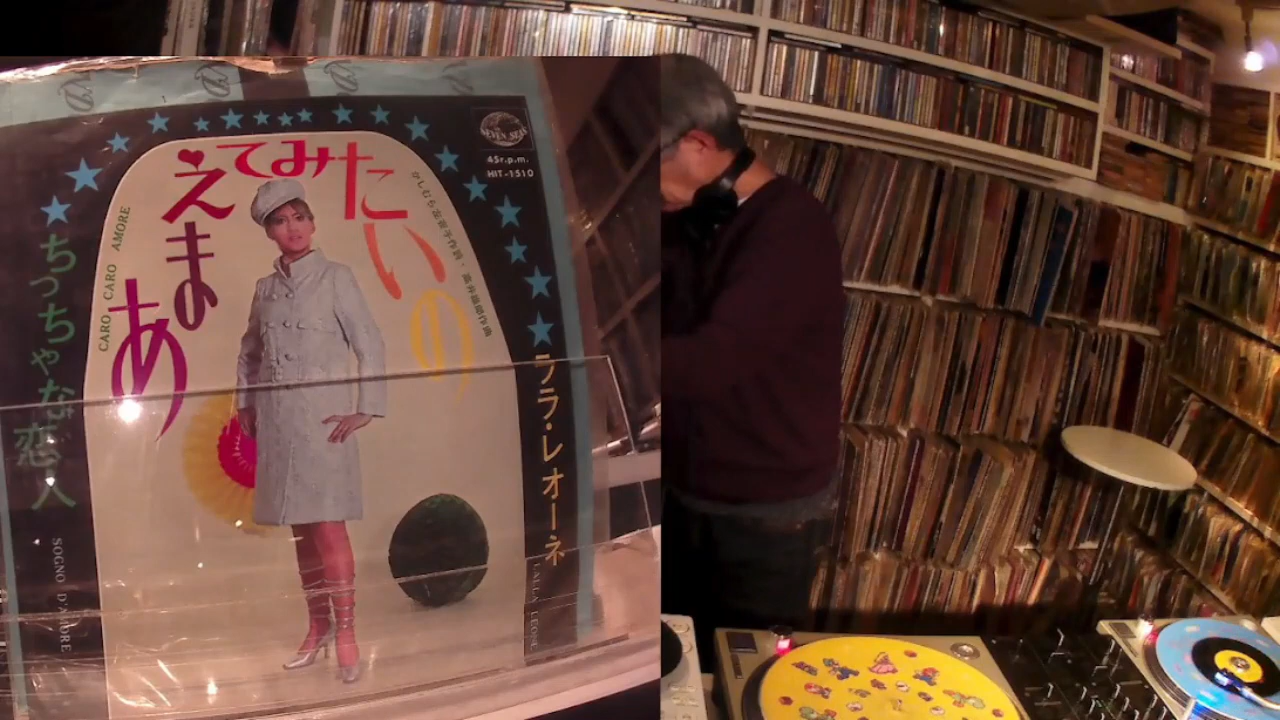 SEVEN SEAS
45r.p.m.
HIT-1510
あまえてみたいの
CARO CARO AMORE
ちっちゃな恋人
SOGNO D'AMORE
ララ・レオーネ
LALLA LEONE